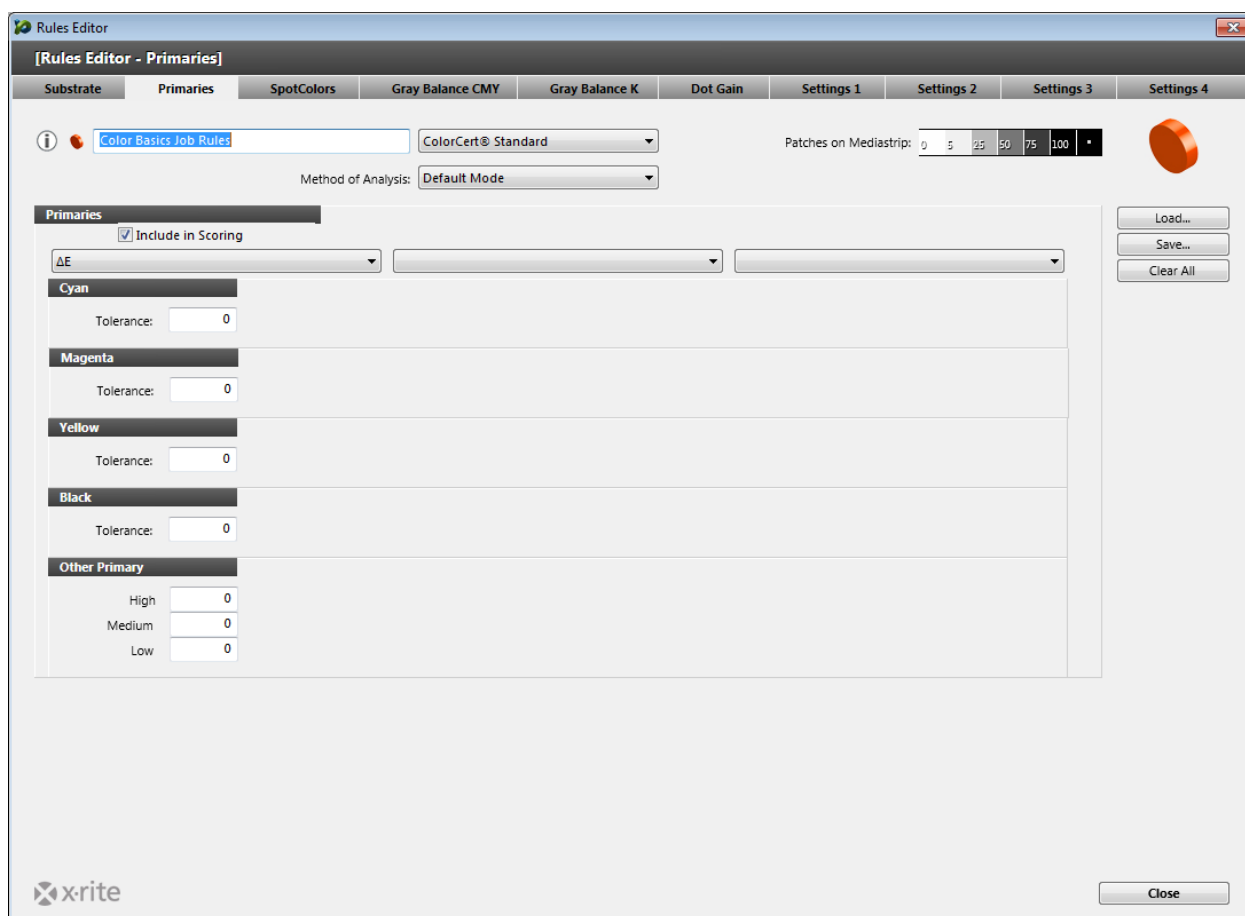 Rules Editor
[Rules Editor - Primaries]
Substrate Primaries SpotColors Gray Balance CMY Gray Balance K Dot Gain Settings 1 Settings 2 Settings 3 Settings 4
Color Basics Job Rules ColorCert® Standard Patches on Mediastrip: 0 5 25 50 75 100 *
Method of Analysis: Default Mode
Primaries
Include in Scoring
ΔE
Load...
Save...
Clear All
Cyan
Tolerance: 0
Magenta
Tolerance: 0
Yellow
Tolerance: 0
Black
Tolerance: 0
Other Primary
High 0
Medium 0
Low 0
x·rite
Close